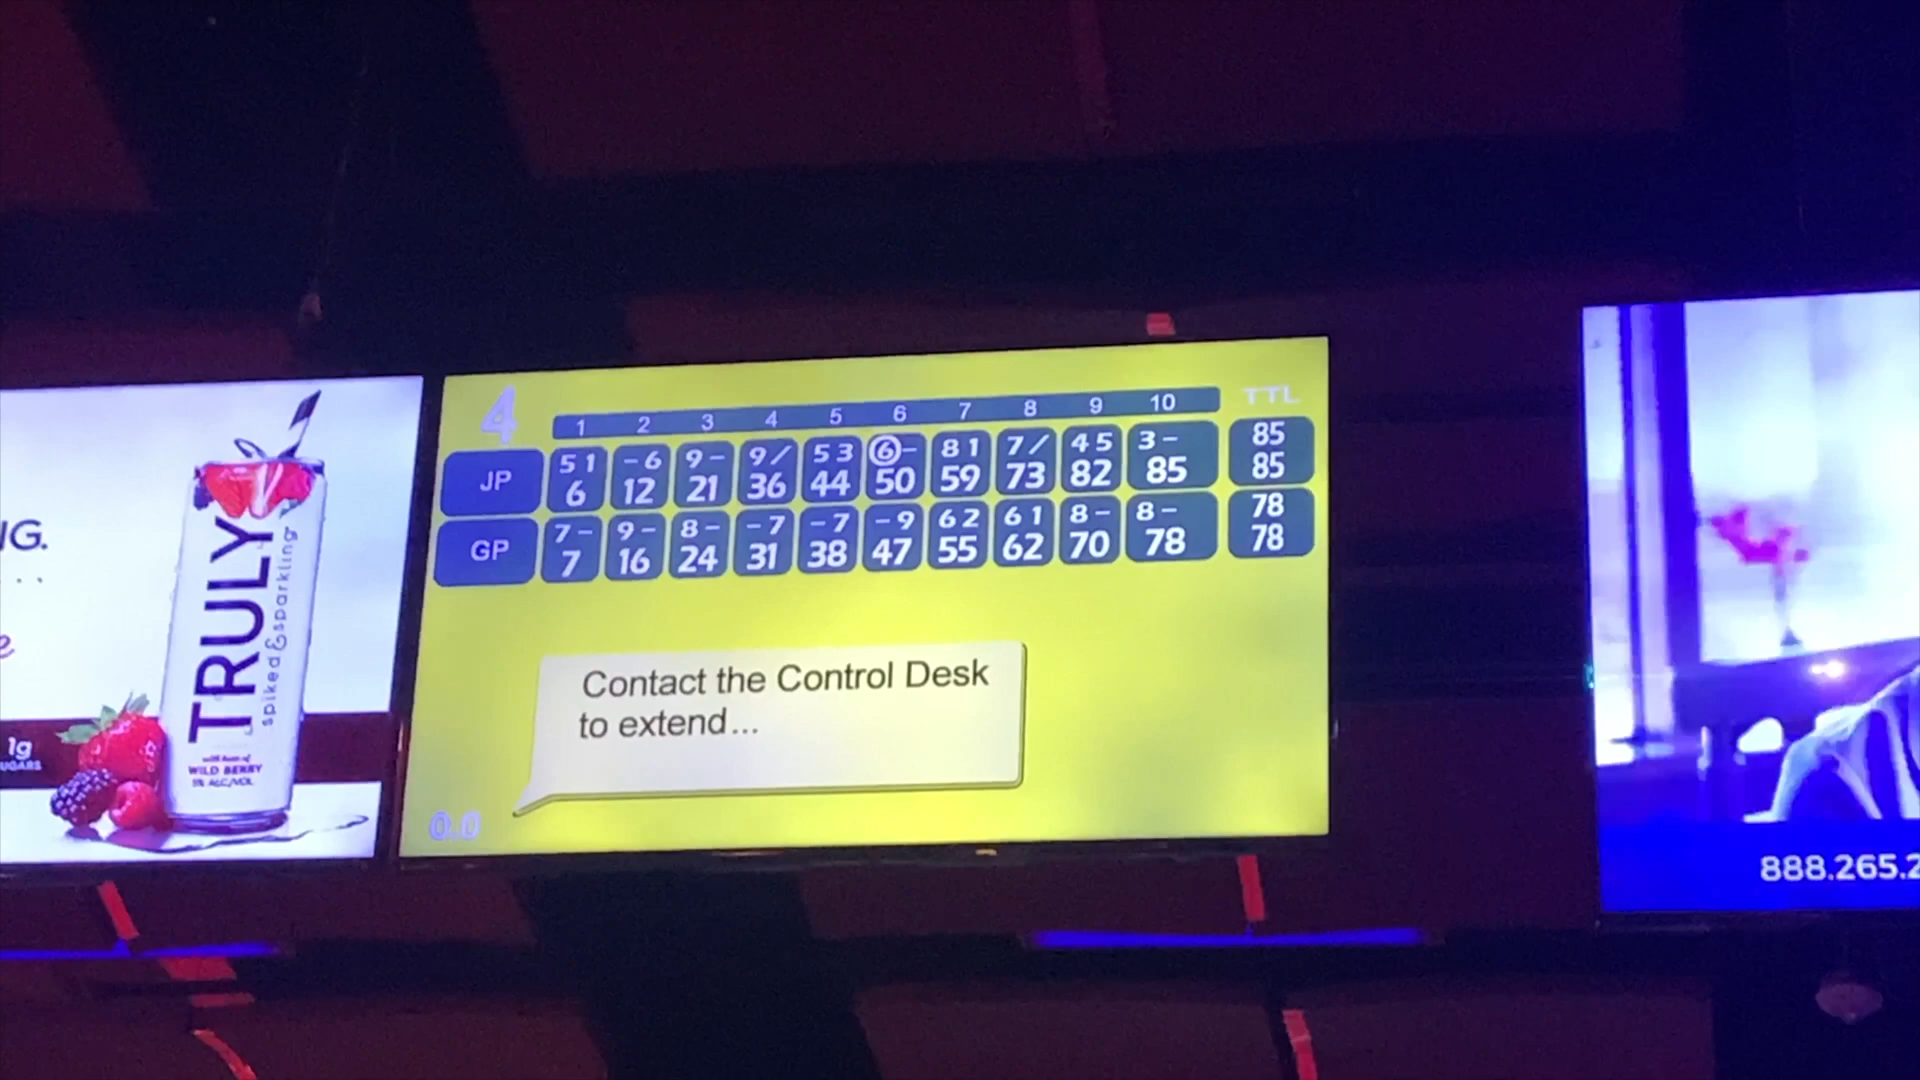 4
1 2 3 4 5 6 7 8 9 10 TTL
JP
5 1 - 6 9 - 9 / 5 3 6 - 8 1 7 / 4 5 3 - 85
6 12 21 36 44 50 59 73 82 85 85
GP
7 - 9 - 8 - - 7 - 7 - 9 6 2 6 1 8 - 8 - 78
7 16 24 31 38 47 55 62 70 78 78
Contact the Control Desk
to extend...
0.0
G.
...
e
1g
UGARS
TRULY
spiked & sparkling
WILD BERRY
5% ALC/VOL
888.265.2